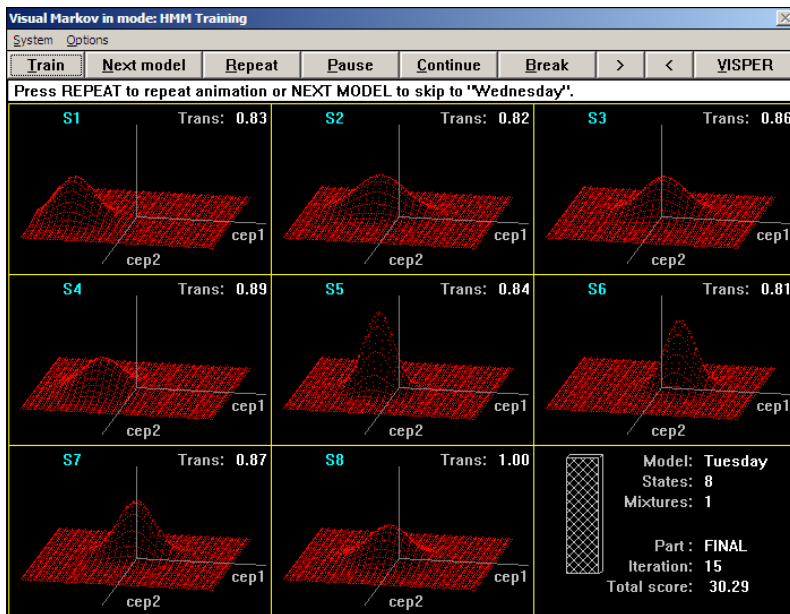 Visual Markov in mode: HMM Training
System Options
Train Next model Repeat Pause Continue Break > < VISPER
Press REPEAT to repeat animation or NEXT MODEL to skip to "Wednesday".
S1 Trans: 0.83 S2 Trans: 0.82 S3 Trans: 0.86
cep1 cep1 cep1
cep2 cep2 cep2
S4 Trans: 0.89 S5 Trans: 0.84 S6 Trans: 0.81
cep1 cep1 cep1
cep2 cep2 cep2
S7 Trans: 0.87 S8 Trans: 1.00
cep1 cep1
cep2 cep2
Model: Tuesday
States: 8
Mixtures: 1
Part : FINAL
Iteration: 15
Total score: 30.29